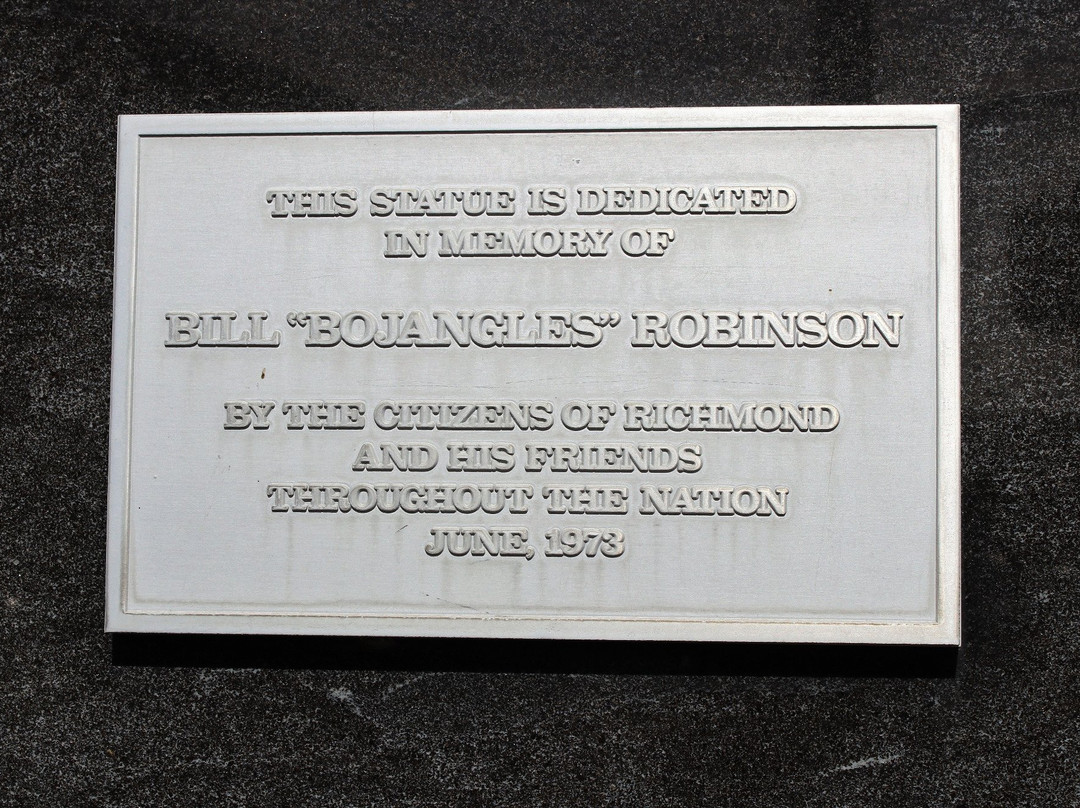 THIS STATUE IS DEDICATED
IN MEMORY OF
BILL “BOJANGLES” ROBINSON
BY THE CITIZENS OF RICHMOND
AND HIS FRIENDS
THROUGHOUT THE NATION
JUNE, 1973